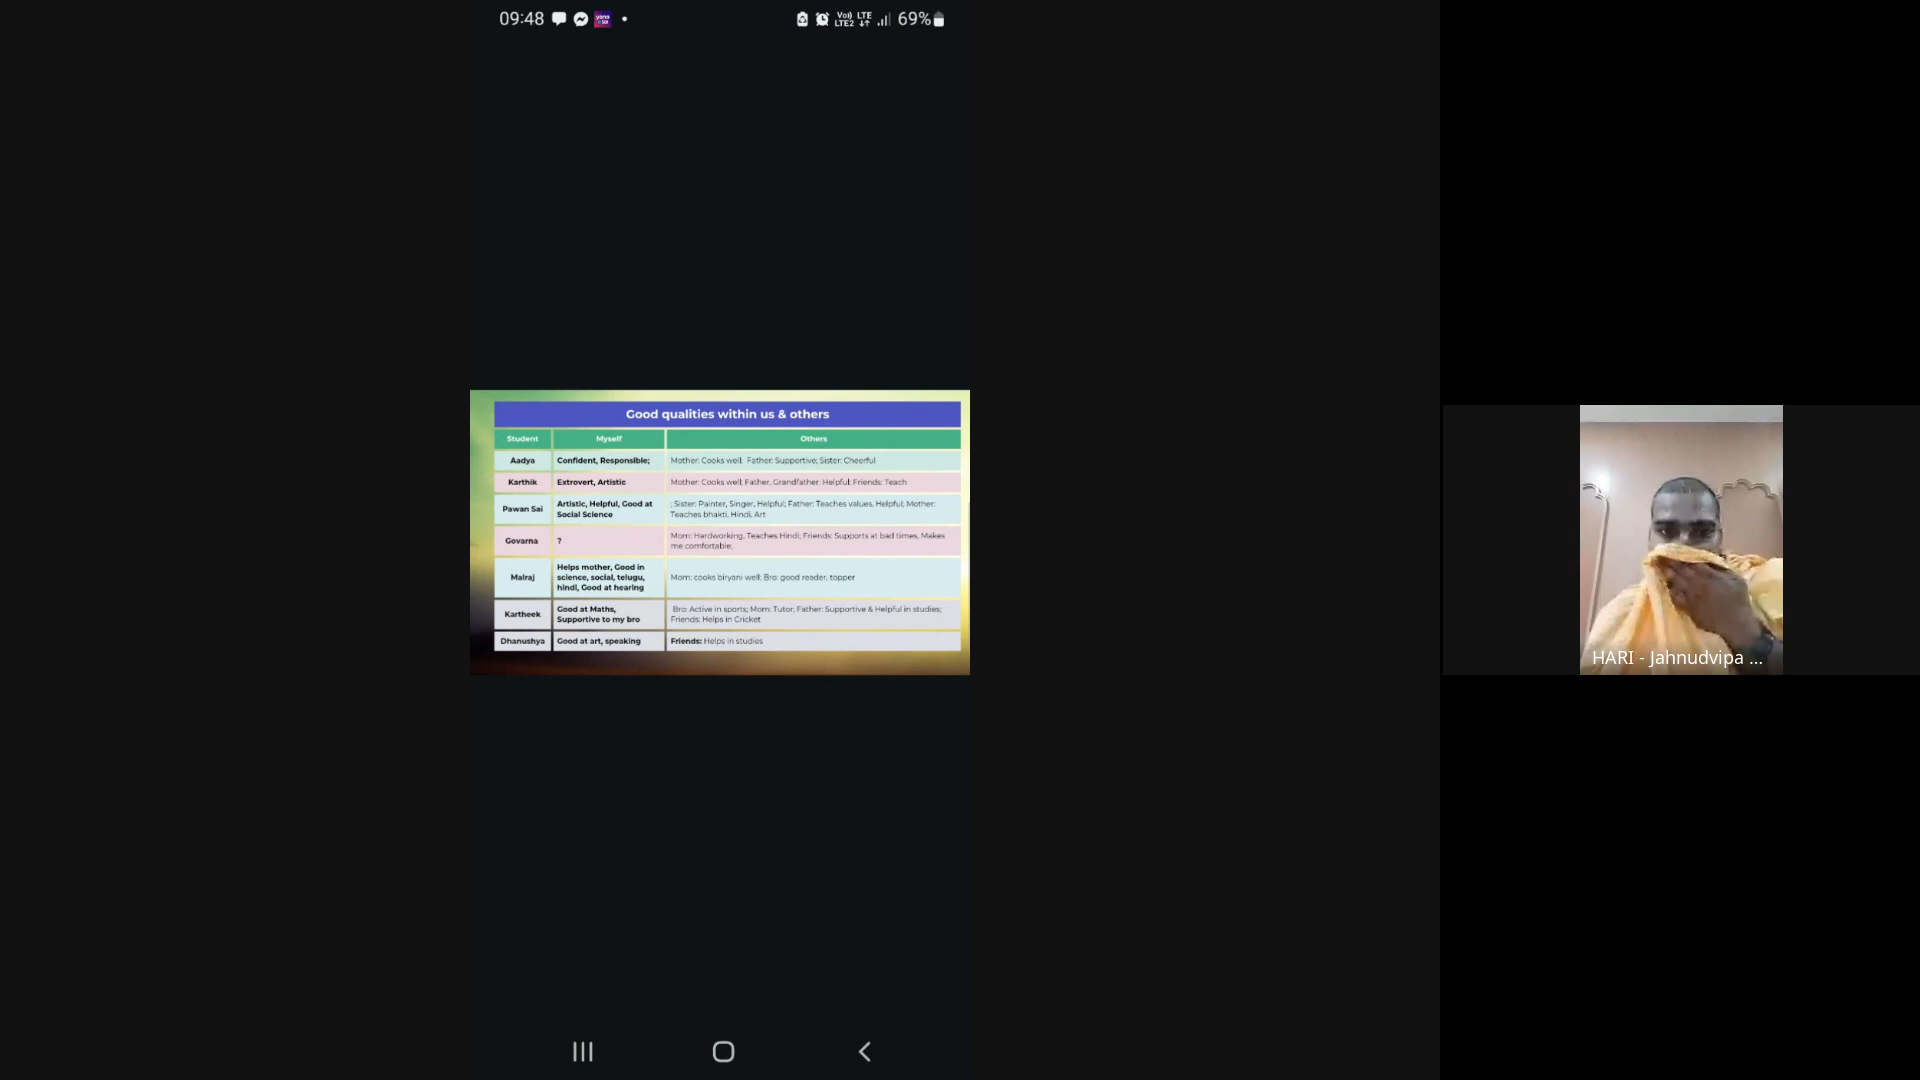 09:48
Vo)) LTE
LTE2
69%
Good qualities within us & others
Student Myself Others
Aadya Confident, Responsible; Mother: Cooks well; Father: Supportive; Sister: Cheerful
Karthik Extrovert, Artistic Mother: Cooks well; Father, Grandfather: Helpful; Friends: Teach
Pawan Sai Artistic, Helpful, Good at ; Sister: Painter, Singer, Helpful; Father: Teaches values, Helpful; Mother:
Social Science Teaches bhakti, Hindi, Art
Govarna ? Mom: Hardworking, Teaches Hindi; Friends: Supports at bad times, Makes
me comfortable;
Malraj Helps mother, Good in
science, social, telugu, Mom: cooks biryani well; Bro: good reader, topper
hindi, Good at hearing
Kartheek Good at Maths, Bro: Active in sports; Mom: Tutor, Father: Supportive & Helpful in studies;
Supportive to my bro Friends: Helps in Cricket
Dhanushya Good at art, speaking Friends: Helps in studies
HARI - Jahnudvipa ...